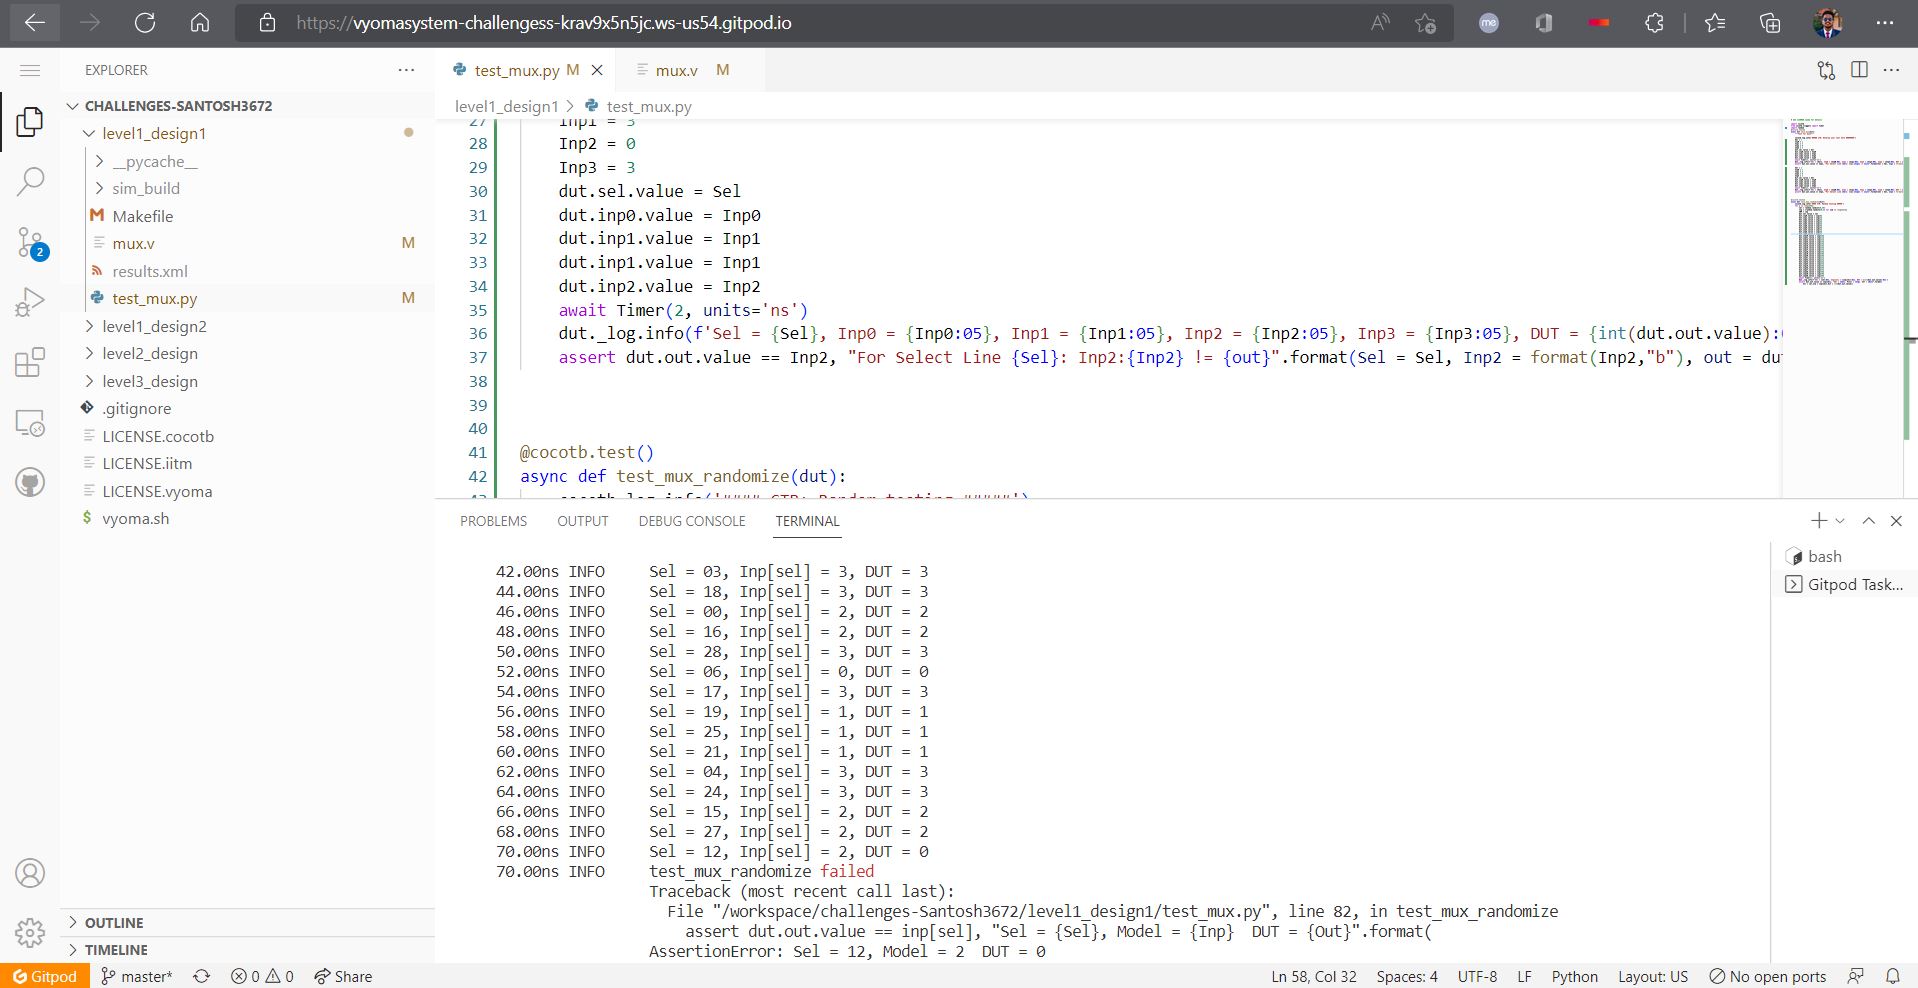 https://vyomasystem-challengess-krav9x5n5jc.ws-us54.gitpod.io
me
EXPLORER
CHALLENGES-SANTOSH3672
level1_design1
__pycache__
sim_build
Makefile
mux.v M
results.xml
test_mux.py M
level1_design2
level2_design
level3_design
.gitignore
LICENSE.cocotb
LICENSE.iitm
LICENSE.vyoma
vyoma.sh
OUTLINE
TIMELINE
2
test_mux.py M
mux.v M
level1_design1 > test_mux.py
27 Inp1 = 3
28 Inp2 = 0
29 Inp3 = 3
30 dut.sel.value = Sel
31 dut.inp0.value = Inp0
32 dut.inp1.value = Inp1
33 dut.inp1.value = Inp1
34 dut.inp2.value = Inp2
35 await Timer(2, units='ns')
36 dut._log.info(f'Sel = {Sel}, Inp0 = {Inp0:05}, Inp1 = {Inp1:05}, Inp2 = {Inp2:05}, Inp3 = {Inp3:05}, DUT = {int(dut.out.value):
37 assert dut.out.value == Inp2, "For Select Line {Sel}: Inp2:{Inp2} != {out}".format(Sel = Sel, Inp2 = format(Inp2,"b"), out = du
38
39
40
41 @cocotb.test()
42 async def test_mux_randomize(dut):
43 cocotb.log.info('##### CTB: Random testing #####')
PROBLEMS OUTPUT DEBUG CONSOLE TERMINAL
bash
Gitpod Task...
42.00ns INFO Sel = 03, Inp[sel] = 3, DUT = 3
44.00ns INFO Sel = 18, Inp[sel] = 3, DUT = 3
46.00ns INFO Sel = 00, Inp[sel] = 2, DUT = 2
48.00ns INFO Sel = 16, Inp[sel] = 2, DUT = 2
50.00ns INFO Sel = 28, Inp[sel] = 3, DUT = 3
52.00ns INFO Sel = 06, Inp[sel] = 0, DUT = 0
54.00ns INFO Sel = 17, Inp[sel] = 3, DUT = 3
56.00ns INFO Sel = 19, Inp[sel] = 1, DUT = 1
58.00ns INFO Sel = 25, Inp[sel] = 1, DUT = 1
60.00ns INFO Sel = 21, Inp[sel] = 1, DUT = 1
62.00ns INFO Sel = 04, Inp[sel] = 3, DUT = 3
64.00ns INFO Sel = 24, Inp[sel] = 3, DUT = 3
66.00ns INFO Sel = 15, Inp[sel] = 2, DUT = 2
68.00ns INFO Sel = 27, Inp[sel] = 2, DUT = 2
70.00ns INFO Sel = 12, Inp[sel] = 2, DUT = 0
70.00ns INFO test_mux_randomize failed
Traceback (most recent call last):
File "/workspace/challenges-Santosh3672/level1_design1/test_mux.py", line 82, in test_mux_randomize
assert dut.out.value == inp[sel], "Sel = {Sel}, Model = {Inp} DUT = {Out}".format(
AssertionError: Sel = 12, Model = 2 DUT = 0
Gitpod master* 0 0 Share Ln 58, Col 32 Spaces: 4 UTF-8 LF Python Layout: US No open ports